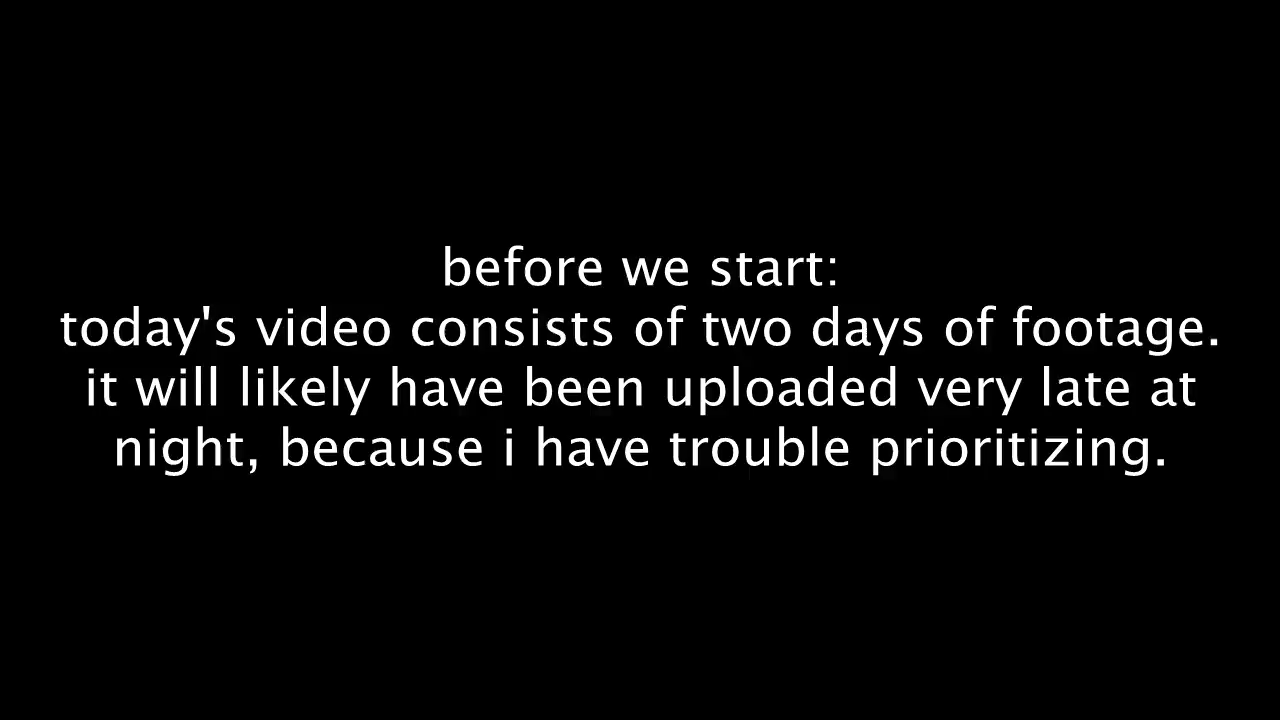 before we start:
today's video consists of two days of footage.
it will likely have been uploaded very late at
night, because i have trouble prioritizing.